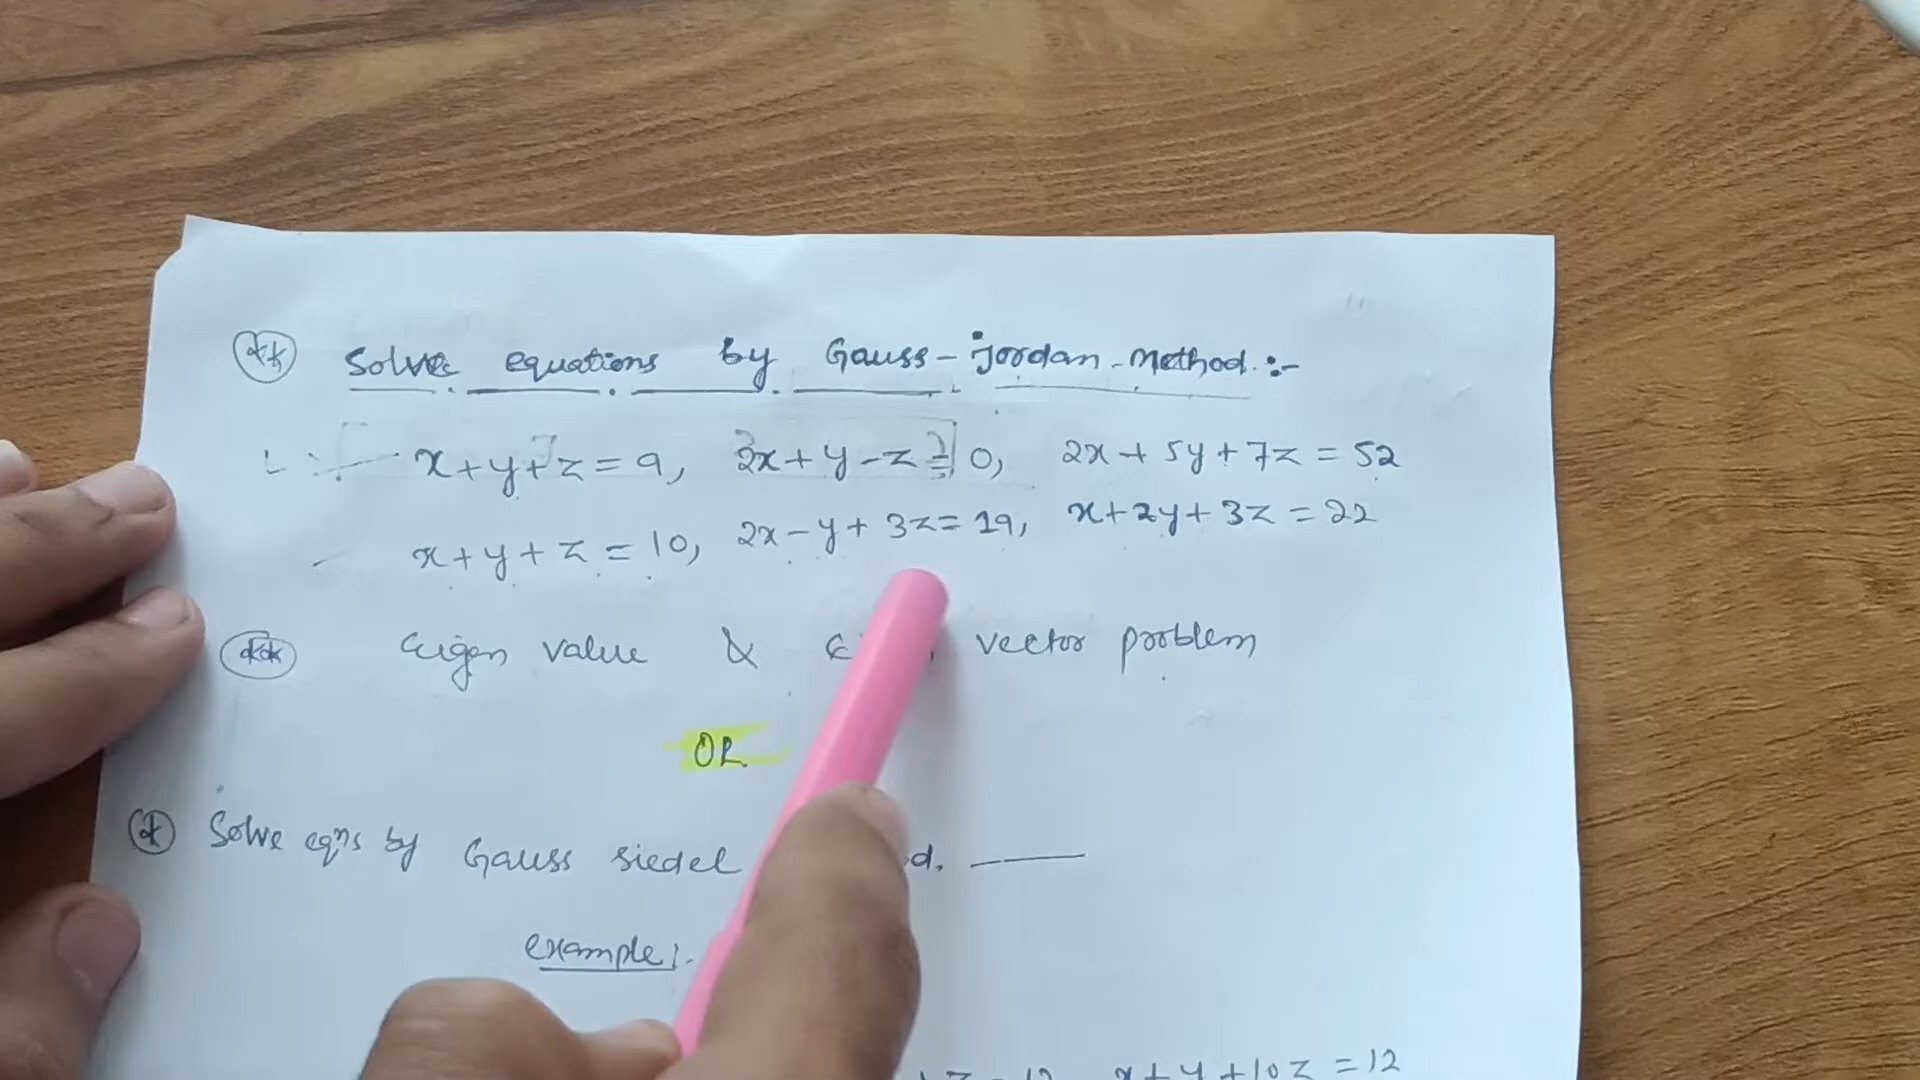 Solve equations by Gauss-Jordan-Method :-
x+y+z=9, 2x+y-z=0, 2x+5y+7z=52
x+y+z=10, 2x-y+3z=19, x+2y+3z=22
Eigen value & vector problem
OR
Solve eqns by Gauss siedel
example :-
x+y+10z=12